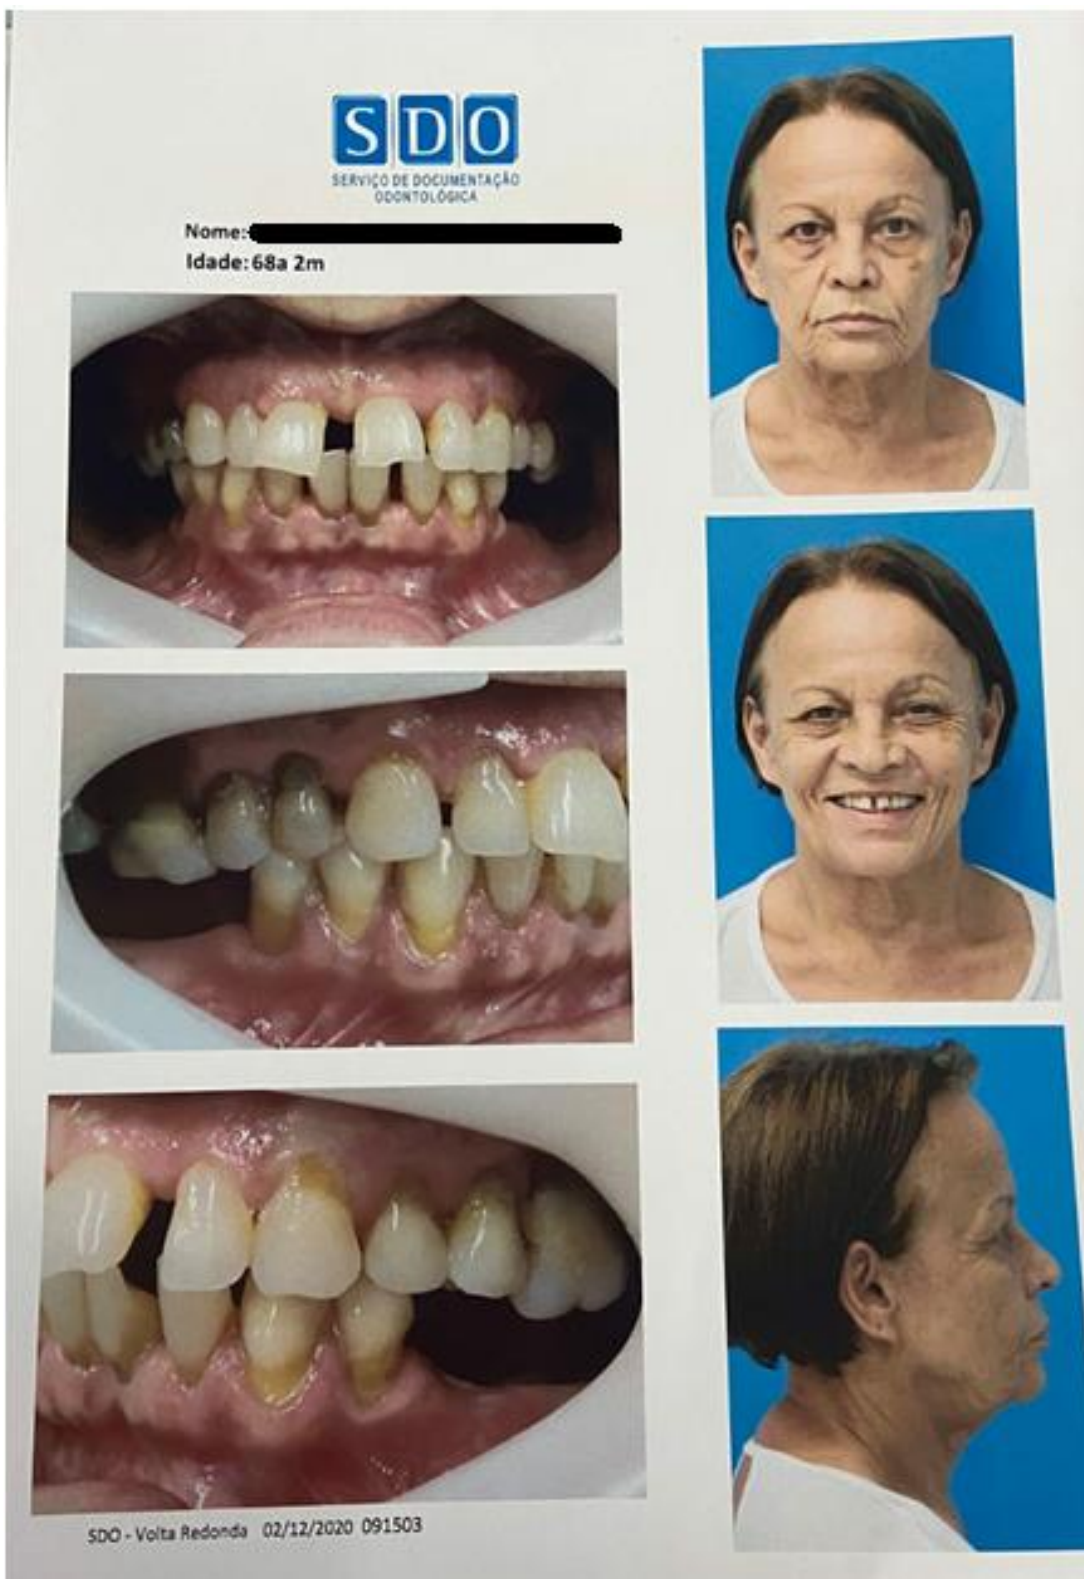 SDO
SERVIÇO DE DOCUMENTAÇÃO
ODONTOLÓGICA
Nome:
Idade: 68a 2m
SDO - Volta Redonda 02/12/2020 091503